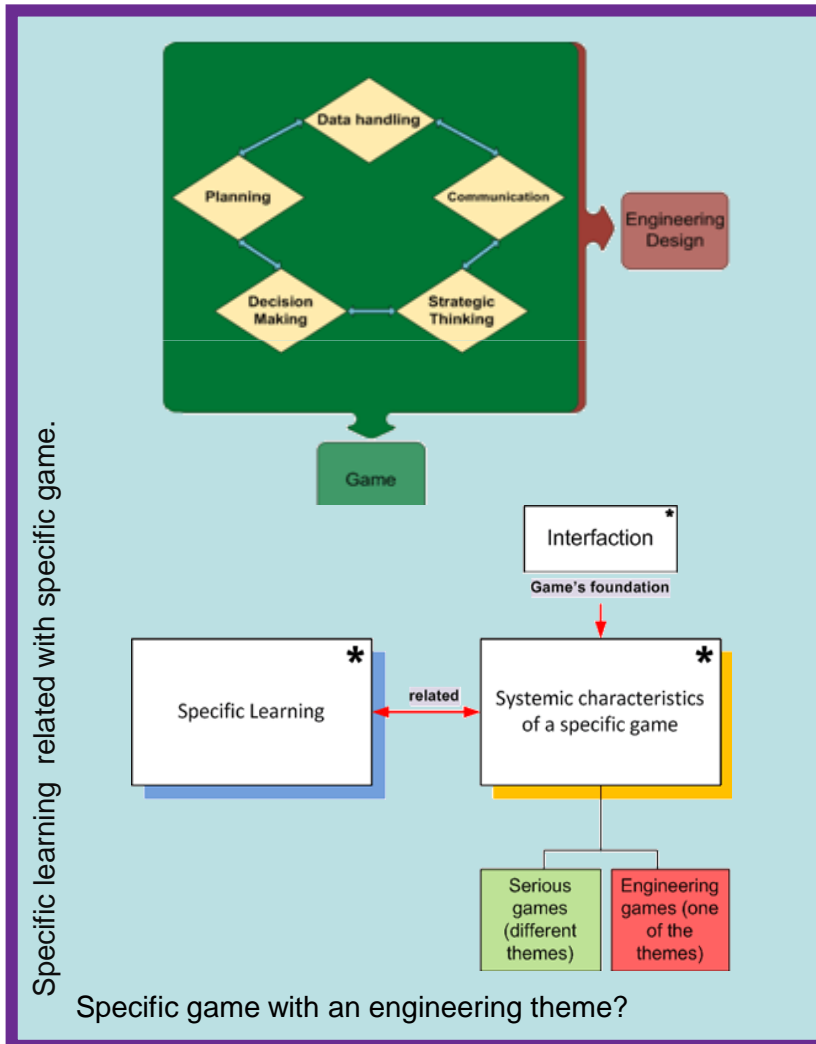 Data handling
Planning
Communication
Engineering
Design
Decision
Making
Strategic
Thinking
Game
*
Interfaction
Game's foundation
*
Specific Learning
related
*
Systemic characteristics
of a specific game
Serious
games
(different
themes)
Engineering
games (one
of the
themes)
Specific learning related with specific game.
Specific game with an engineering theme?